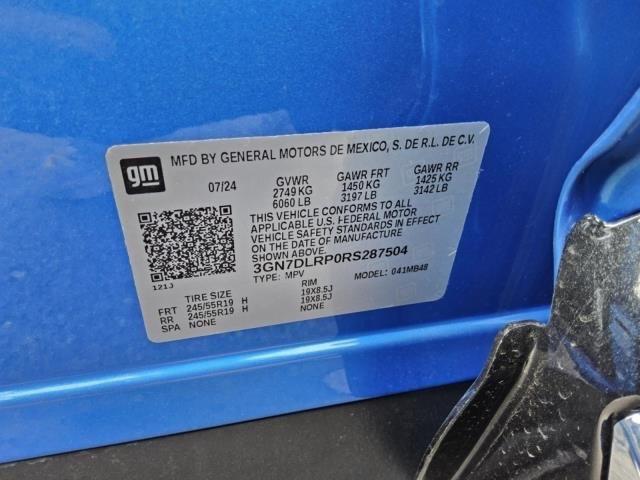 gm
MFD BY GENERAL MOTORS DE MEXICO, S. DE R.L. DE C.V.
07/24 GVWR GAWR FRT GAWR RR
2749 KG 1450 KG 1425 KG
6060 LB 3197 LB 3142 LB
THIS VEHICLE CONFORMS TO ALL
APPLICABLE U.S. FEDERAL MOTOR
VEHICLE SAFETY STANDARDS IN EFFECT
ON THE DATE OF MANUFACTURE
SHOWN ABOVE.
3GN7DLRP0RS287504
TYPE: MPV MODEL: 041MB48
121J
TIRE SIZE RIM
FRT 245/55R19 H 19X8.5J
RR 245/55R19 H 19X8.5J
SPA NONE NONE